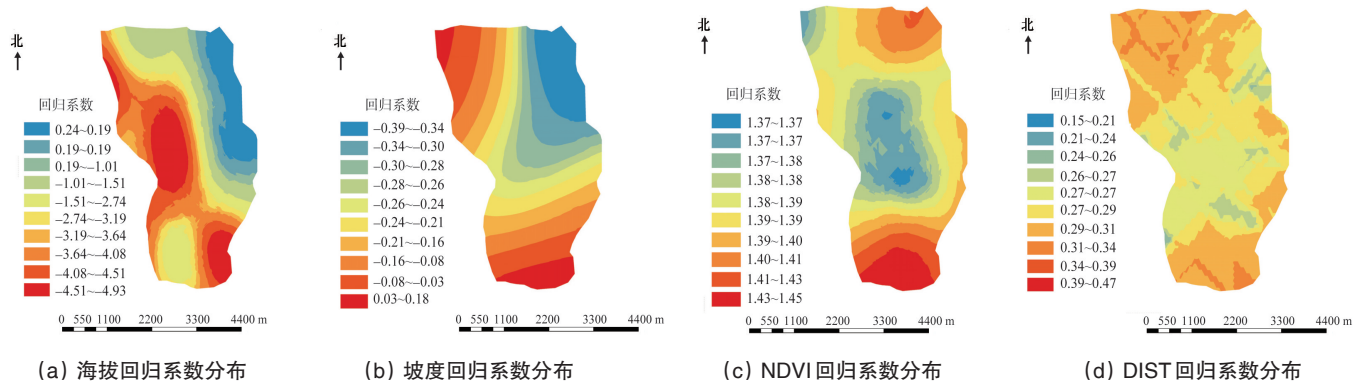 北
回归系数
0.24~0.19
0.19~0.19
0.19~-1.01
-1.01~-1.51
-1.51~-2.74
-2.74~-3.19
-3.19~-3.64
-3.64~-4.08
-4.08~-4.51
-4.51~-4.93
0 550 1100 2200 3300 4400 m
(a) 海拔回归系数分布
北
回归系数
-0.39~-0.34
-0.34~-0.30
-0.30~-0.28
-0.28~-0.26
-0.26~-0.24
-0.24~-0.21
-0.21~-0.16
-0.16~-0.08
-0.08~-0.03
0.03~0.18
0 550 1100 2200 3300 4400 m
(b) 坡度回归系数分布
北
回归系数
1.37~1.37
1.37~1.37
1.37~1.38
1.38~1.38
1.38~1.39
1.39~1.39
1.39~1.40
1.40~1.41
1.41~1.43
1.43~1.45
0 550 1100 2200 3300 4400 m
(c) NDVI回归系数分布
北
回归系数
0.15~0.21
0.21~0.24
0.24~0.26
0.26~0.27
0.27~0.27
0.27~0.29
0.29~0.31
0.31~0.34
0.34~0.39
0.39~0.47
0 550 1100 2200 3300 4400 m
(d) DIST回归系数分布